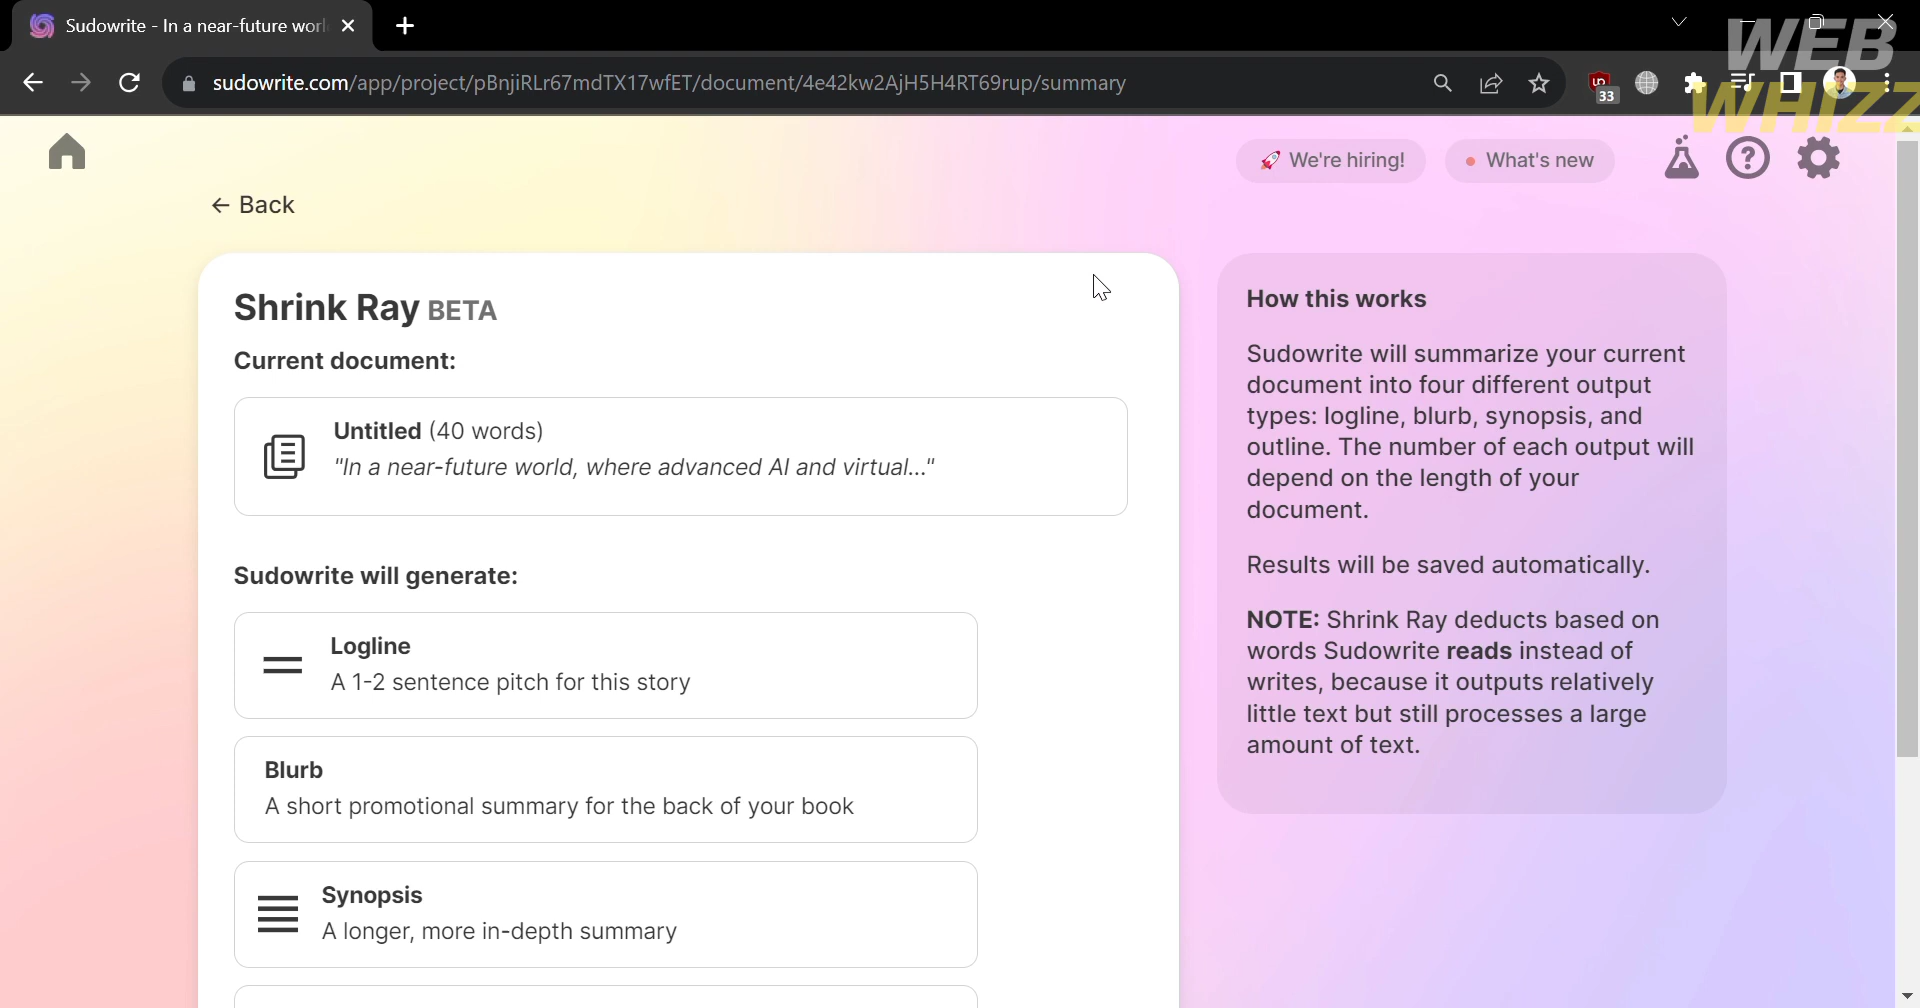 Sudowrite - In a near-future worl
sudowrite.com/app/project/pBnjiRLr67mdTX17wfET/document/4e42kw2AjH5H4RT69rup/summary
33
WEB
WHIZZ
🚀 We're hiring!
What's new
← Back
Shrink Ray BETA
Current document:
Untitled (40 words)
"In a near-future world, where advanced AI and virtual..."
Sudowrite will generate:
Logline
A 1-2 sentence pitch for this story
Blurb
A short promotional summary for the back of your book
Synopsis
A longer, more in-depth summary
How this works
Sudowrite will summarize your current
document into four different output
types: logline, blurb, synopsis, and
outline. The number of each output will
depend on the length of your
document.
Results will be saved automatically.
NOTE: Shrink Ray deducts based on
words Sudowrite reads instead of
writes, because it outputs relatively
little text but still processes a large
amount of text.